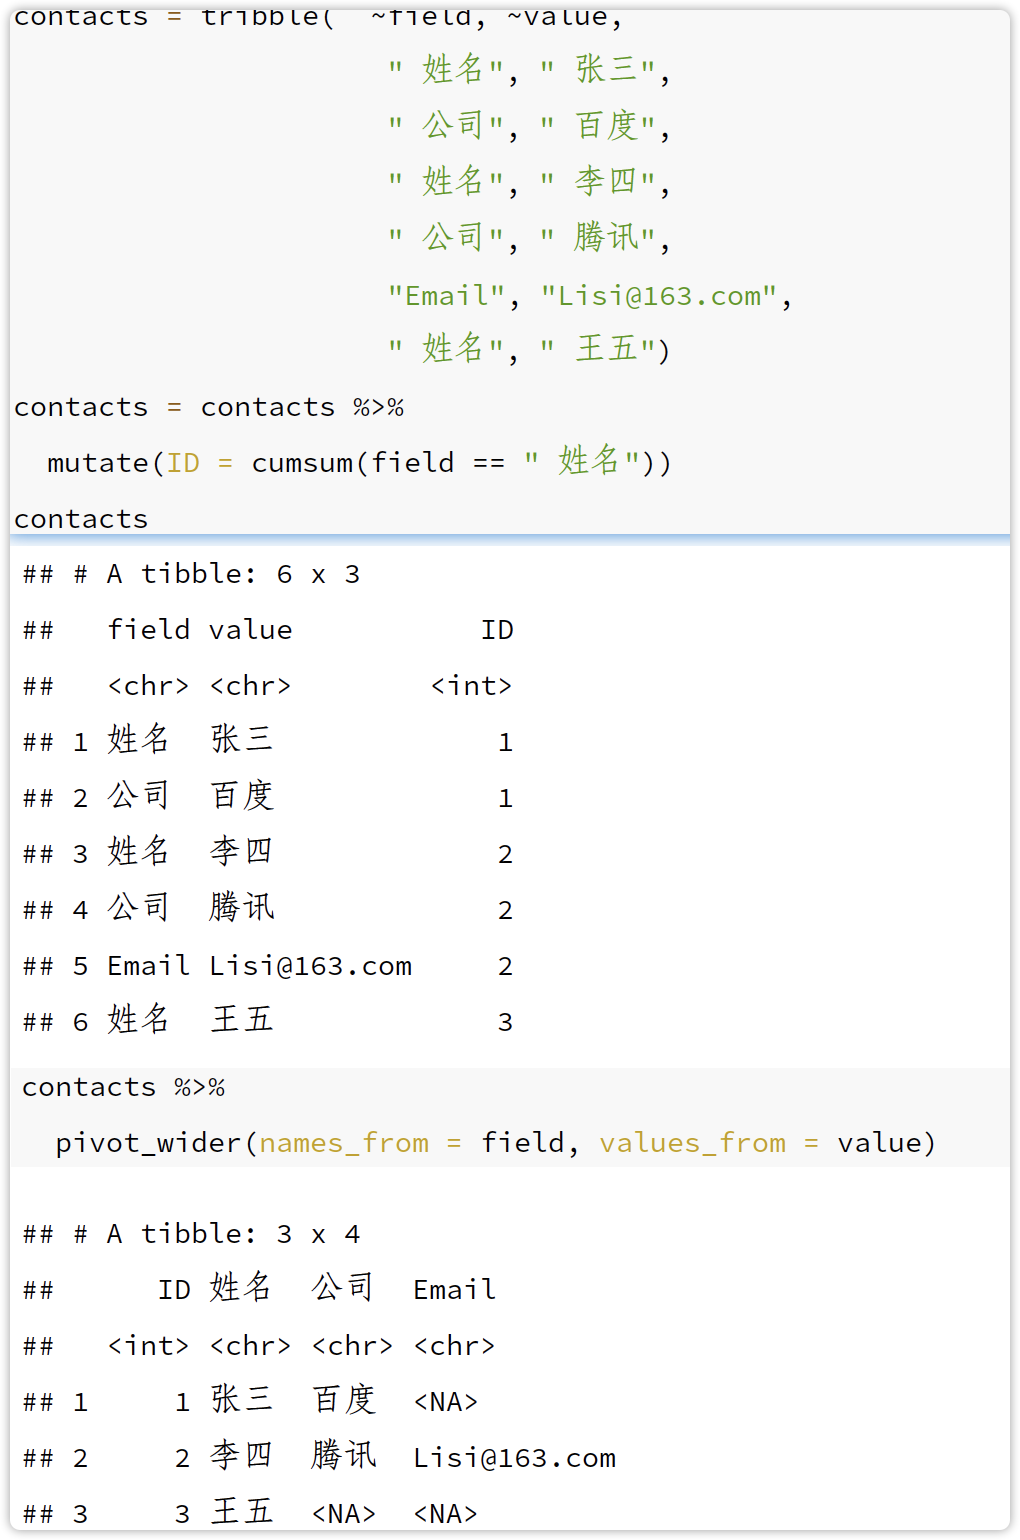 contacts = tribble(  ~field, ~value,
" 姓名", " 张三",
" 公司", " 百度",
" 姓名", " 李四",
" 公司", " 腾讯",
"Email", "Lisi@163.com",
" 姓名", " 王五")
contacts = contacts %>%
  mutate(ID = cumsum(field == " 姓名"))
contacts
## # A tibble: 6 x 3
##   field value           ID
##   <chr> <chr>        <int>
## 1 姓名  张三             1
## 2 公司  百度             1
## 3 姓名  李四             2
## 4 公司  腾讯             2
## 5 Email Lisi@163.com     2
## 6 姓名  王五             3
contacts %>%
  pivot_wider(names_from = field, values_from = value)
## # A tibble: 3 x 4
##      ID 姓名  公司  Email
##   <int> <chr> <chr> <chr>
## 1     1 张三  百度  <NA>
## 2     2 李四  腾讯  Lisi@163.com
## 3     3 王五  <NA>  <NA>